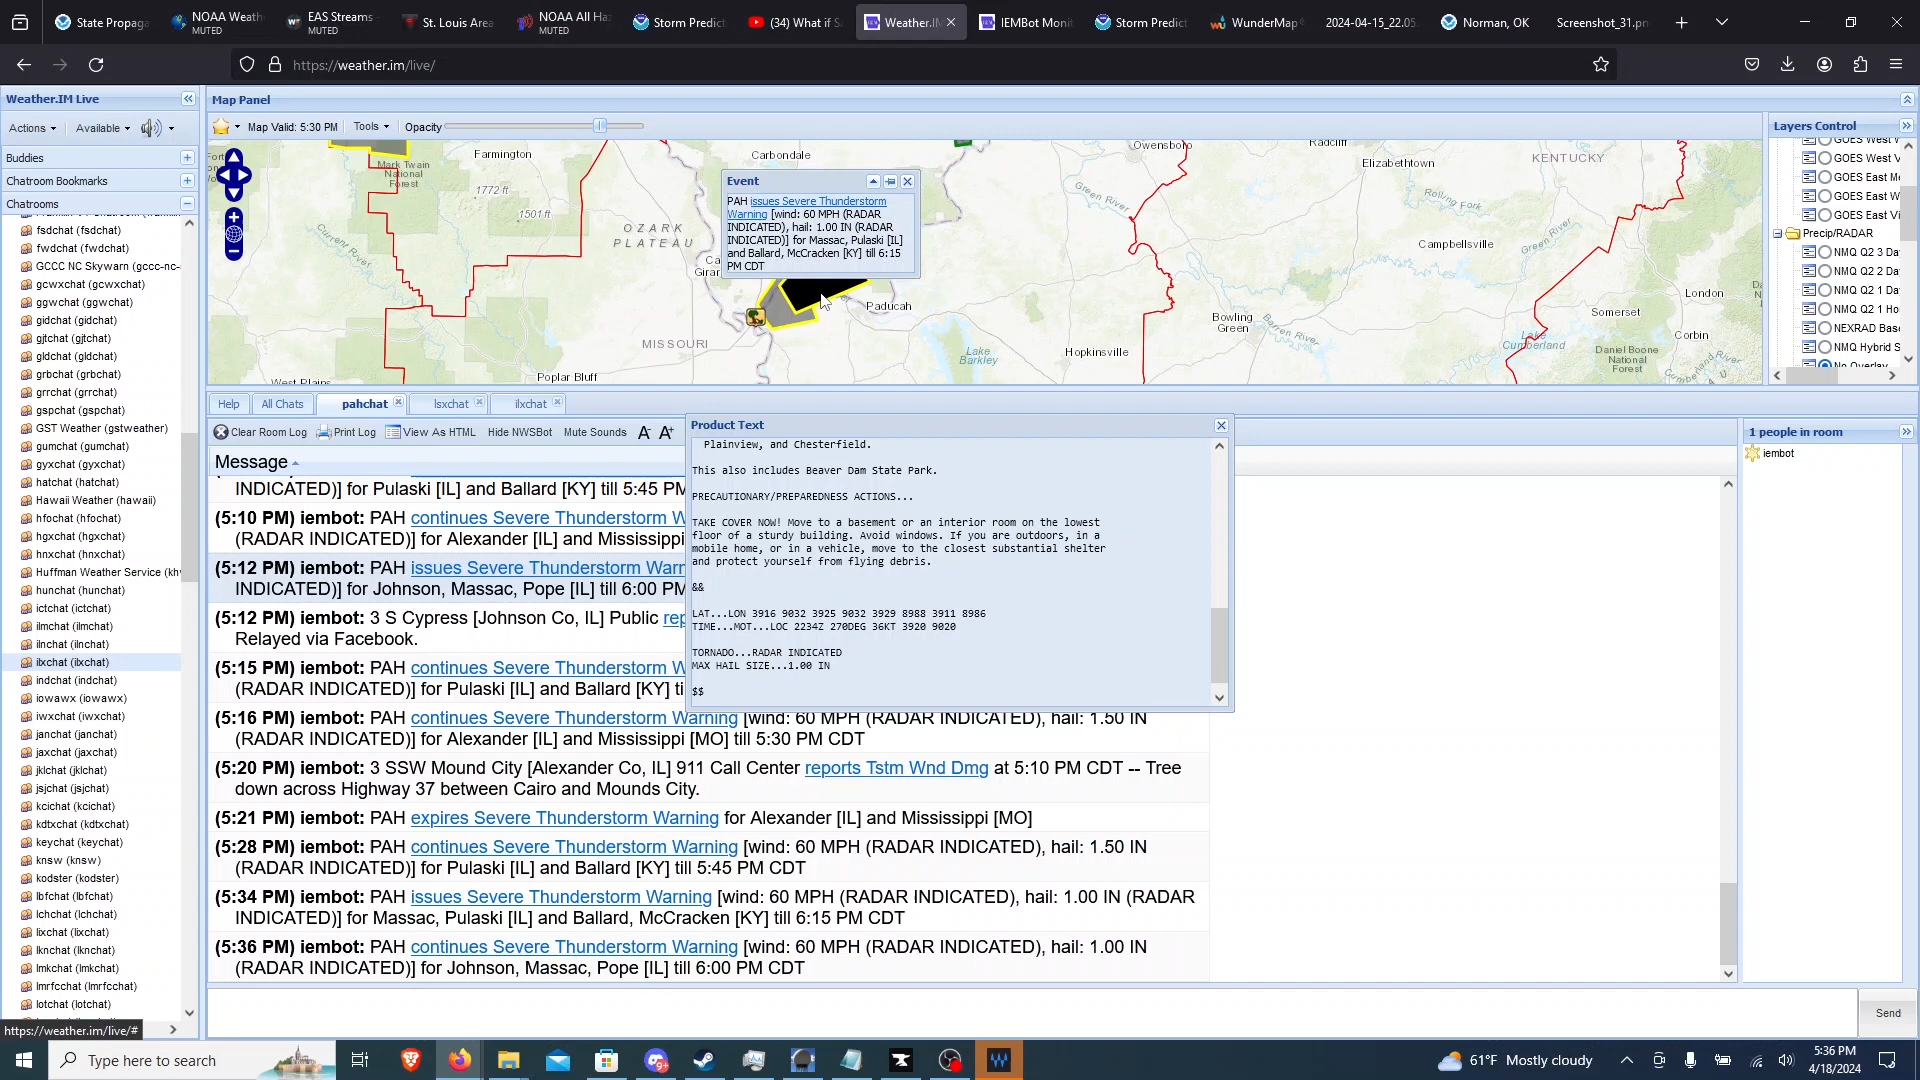 State Propaga
NOAA Weath
MUTED
EAS Streams -
MUTED
St. Louis Area
NOAA All Haz
MUTED
Storm Predict
(34) What if S
Weather.IM
IEMBot Monit
Storm Predict
WunderMap
2024-04-15_22.05.
Norman, OK
Screenshot_31.pn
https://weather.im/live/
Weather.IM Live
Actions
Available
Buddies
Chatroom Bookmarks
Chatrooms
fsdchat (fsdchat)
fwdchat (fwdchat)
GCCC NC Skywarn (gccc-nc-
gcwxchat (gcwxchat)
ggwchat (ggwchat)
gidchat (gidchat)
gjtchat (gjtchat)
gldchat (gldchat)
grbchat (grbchat)
grrchat (grrchat)
gspchat (gspchat)
GST Weather (gstweather)
gumchat (gumchat)
gyxchat (gyxchat)
hatchat (hatchat)
Hawaii Weather (hawaii)
hfochat (hfochat)
hgxchat (hgxchat)
hnxchat (hnxchat)
Huffman Weather Service (kh
hunchat (hunchat)
ictchat (ictchat)
ilmchat (ilmchat)
ilnchat (ilnchat)
ilxchat (ilxchat)
indchat (indchat)
iowawx (iowawx)
iwxchat (iwxchat)
janchat (janchat)
jaxchat (jaxchat)
jklchat (jklchat)
jsjchat (jsjchat)
kcichat (kcichat)
kdtxchat (kdtxchat)
keychat (keychat)
knsw (knsw)
kodster (kodster)
lbfchat (lbfchat)
lchchat (lchchat)
lixchat (lixchat)
lknchat (lknchat)
lmkchat (lmkchat)
lmrfcchat (lmrfcchat)
lotchat (lotchat)
https://weather.im/live/#
Map Panel
Map Valid: 5:30 PM
Tools
Opacity
Mark Twain
National
Forest
Farmington
1772 ft
1501 ft
OZARK
PLATEAU
Current River
Carbondale
Girar
MISSOURI
West Plains
Poplar Bluff
Paducah
Lake
Barkley
Hopkinsville
Owensboro
Green River
Bowling
Green
Barren River
Radcliff
Elizabethtown
KENTUCKY
Rolling Fork
Campbellsville
London
Somerset
Lake
Cumberland
Corbin
Daniel Boone
National
Forest
Event
PAH issues Severe Thunderstorm
Warning [wind: 60 MPH (RADAR
INDICATED), hail: 1.00 IN (RADAR
INDICATED)] for Massac, Pulaski [IL]
and Ballard, McCracken [KY] till 6:15
PM CDT
Layers Control
GOES West W
GOES West V
GOES East M
GOES East W
GOES East Vi
Precip/RADAR
NMQ Q2 3 Da
NMQ Q2 2 Da
NMQ Q2 1 Da
NMQ Q2 1 Ho
NEXRAD Base
NMQ Hybrid S
No Overlay
Help
All Chats
pahchat
lsxchat
ilxchat
Clear Room Log
Print Log
View As HTML
Hide NWSBot
Mute Sounds
A-
A+
Message
INDICATED)] for Pulaski [IL] and Ballard [KY] till 5:45 PM
(5:10 PM) iembot: PAH continues Severe Thunderstorm W
(RADAR INDICATED)] for Alexander [IL] and Mississippi
(5:12 PM) iembot: PAH issues Severe Thunderstorm Warn
INDICATED)] for Johnson, Massac, Pope [IL] till 6:00 PM
(5:12 PM) iembot: 3 S Cypress [Johnson Co, IL] Public rep
Relayed via Facebook.
(5:15 PM) iembot: PAH continues Severe Thunderstorm W
(RADAR INDICATED)] for Pulaski [IL] and Ballard [KY] ti
(5:16 PM) iembot: PAH continues Severe Thunderstorm Warning [wind: 60 MPH (RADAR INDICATED), hail: 1.50 IN
(RADAR INDICATED)] for Alexander [IL] and Mississippi [MO] till 5:30 PM CDT
(5:20 PM) iembot: 3 SSW Mound City [Alexander Co, IL] 911 Call Center reports Tstm Wnd Dmg at 5:10 PM CDT -- Tree
down across Highway 37 between Cairo and Mounds City.
(5:21 PM) iembot: PAH expires Severe Thunderstorm Warning for Alexander [IL] and Mississippi [MO]
(5:28 PM) iembot: PAH continues Severe Thunderstorm Warning [wind: 60 MPH (RADAR INDICATED), hail: 1.50 IN
(RADAR INDICATED)] for Pulaski [IL] and Ballard [KY] till 5:45 PM CDT
(5:34 PM) iembot: PAH issues Severe Thunderstorm Warning [wind: 60 MPH (RADAR INDICATED), hail: 1.00 IN (RADAR
INDICATED)] for Massac, Pulaski [IL] and Ballard, McCracken [KY] till 6:15 PM CDT
(5:36 PM) iembot: PAH continues Severe Thunderstorm Warning [wind: 60 MPH (RADAR INDICATED), hail: 1.00 IN
(RADAR INDICATED)] for Johnson, Massac, Pope [IL] till 6:00 PM CDT
Product Text
Plainview, and Chesterfield.
This also includes Beaver Dam State Park.
PRECAUTIONARY/PREPAREDNESS ACTIONS...
TAKE COVER NOW! Move to a basement or an interior room on the lowest
floor of a sturdy building. Avoid windows. If you are outdoors, in a
mobile home, or in a vehicle, move to the closest substantial shelter
and protect yourself from flying debris.
&&
LAT...LON 3916 9032 3925 9032 3929 8988 3911 8986
TIME...MOT...LOC 2234Z 270DEG 36KT 3920 9020
TORNADO...RADAR INDICATED
MAX HAIL SIZE...1.00 IN
$$
1 people in room
iembot
Send
Type here to search
9+
61°F Mostly cloudy
5:36 PM
4/18/2024